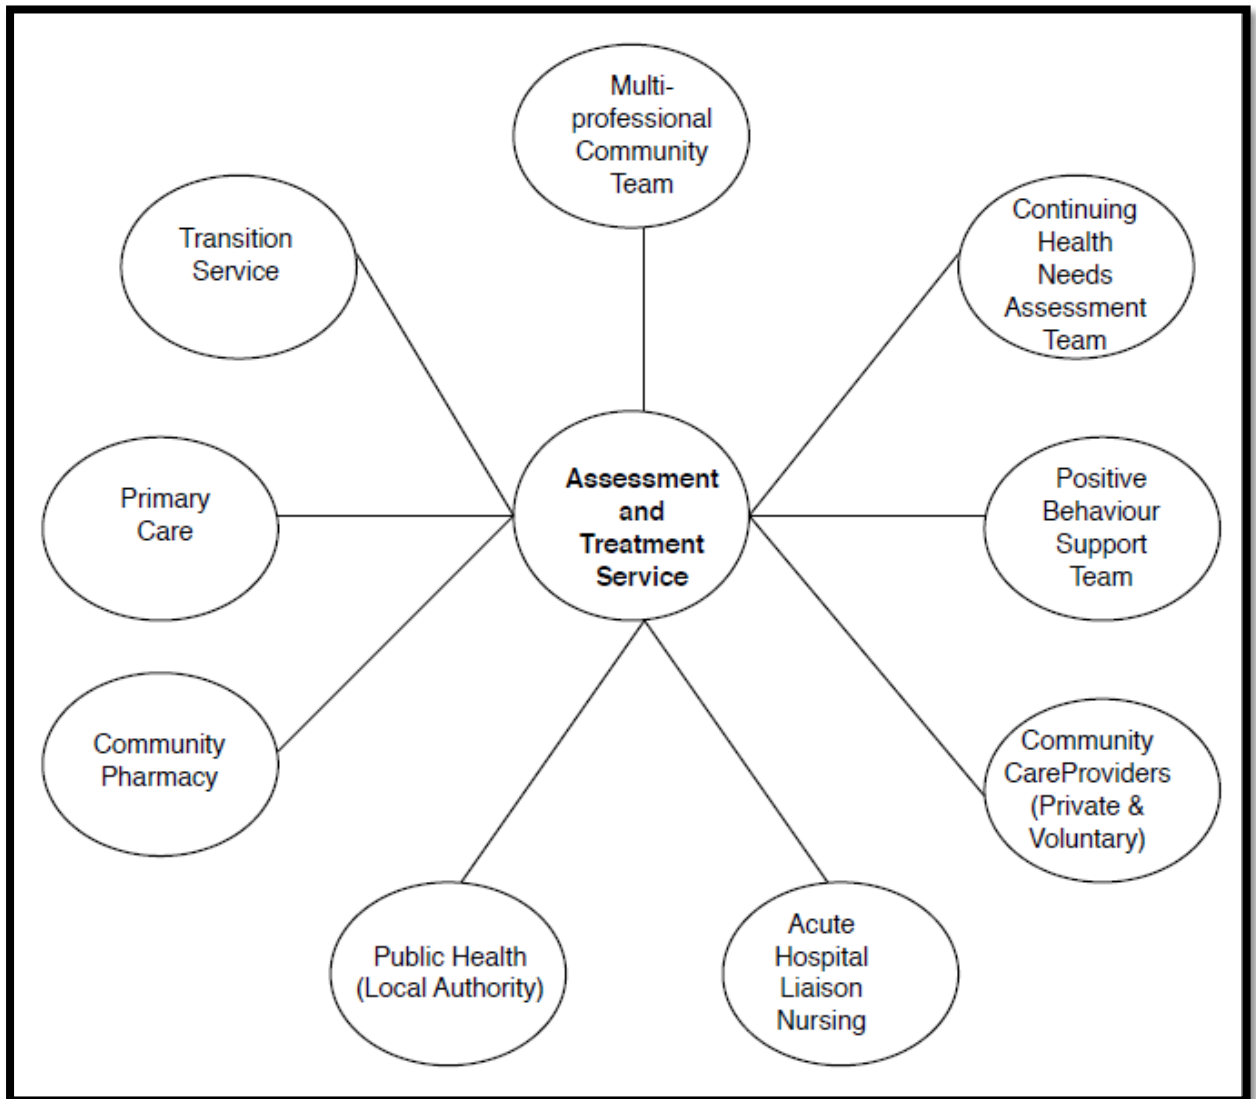 Multi-
professional
Community
Team
Transition
Service
Continuing
Health
Needs
Assessment
Team
Primary
Care
Assessment
and
Treatment
Service
Positive
Behaviour
Support
Team
Community
Pharmacy
Community
CareProviders
(Private &
Voluntary)
Public Health
(Local Authority)
Acute
Hospital
Liaison
Nursing